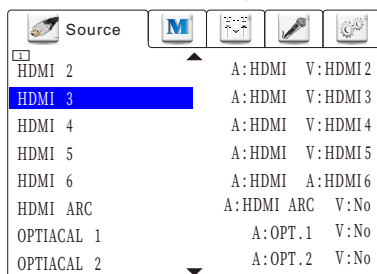 Source M
1
HDMI 2 A:HDMI V:HDMI2
HDMI 3 A:HDMI V:HDMI3
HDMI 4 A:HDMI V:HDMI4
HDMI 5 A:HDMI V:HDMI5
HDMI 6 A:HDMI A:HDMI6
HDMI ARC A:HDMI ARC V:No
OPTIACAL 1 A:OPT.1 V:No
OPTIACAL 2 A:OPT.2 V:No